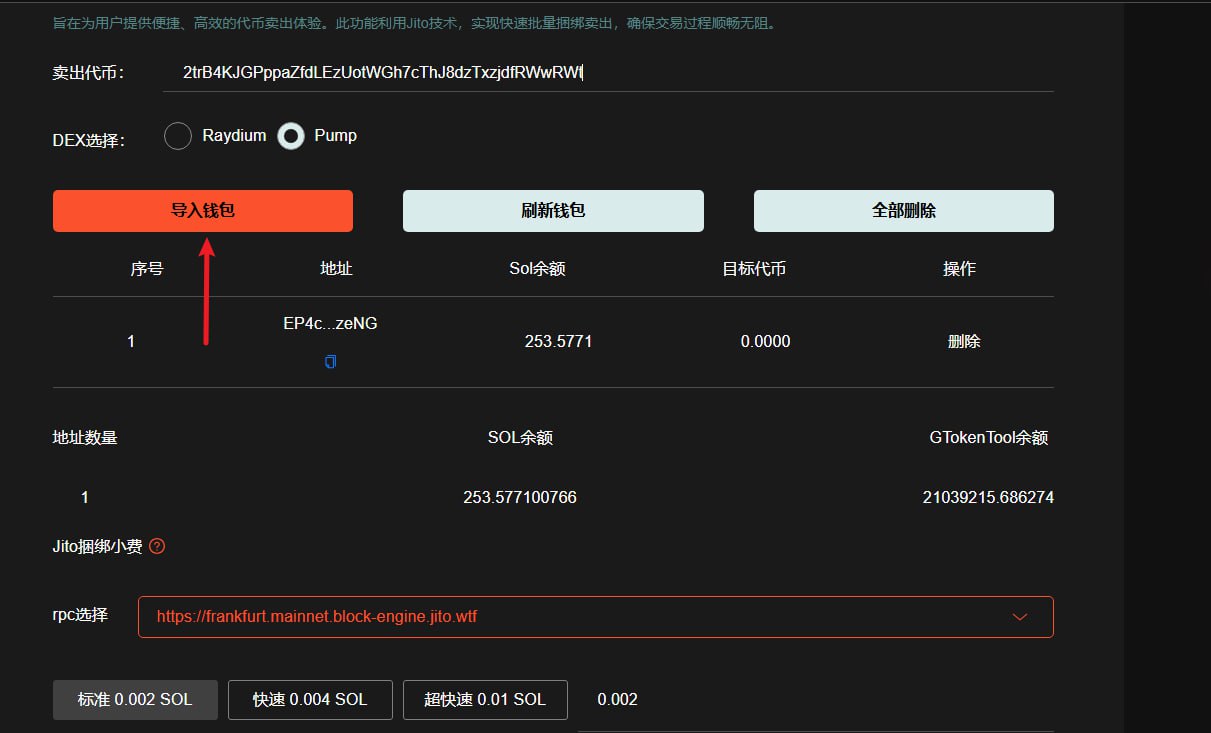 旨在为用户提供便捷、高效的代币卖出体验。此功能利用Jito技术，实现快速批量捆绑卖出，确保交易过程顺畅无阻。
卖出代币： 2trB4KJGPppaZfdLEzUotWGh7cThJ8dzTxzjdfRWwRWf
DEX选择： Raydium Pump
导入钱包 刷新钱包 全部删除
序号 地址 Sol余额 目标代币 操作
1 EP4c...zeNG 253.5771 0.0000 删除
地址数量 SOL余额 GTokenTool余额
1 253.577100766 21039215.686274
Jito捆绑小费 ?
rpc选择 https://frankfurt.mainnet.block-engine.jito.wtf
标准 0.002 SOL 快速 0.004 SOL 超快速 0.01 SOL 0.002